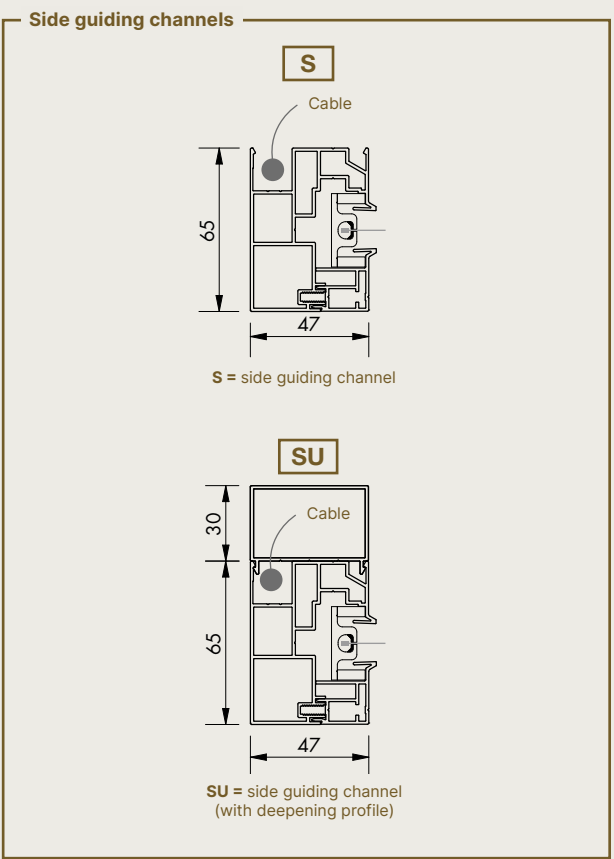 Side guiding channels
S
Cable
65
47
S = side guiding channel
SU
Cable
30
65
47
SU = side guiding channel
(with deepening profile)